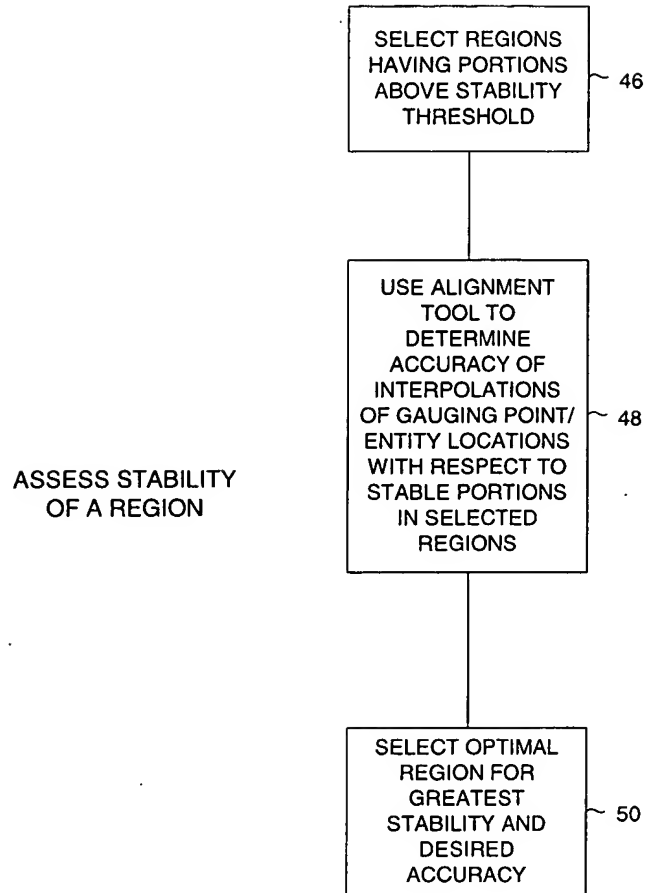 SELECT REGIONS
HAVING PORTIONS
ABOVE STABILITY
THRESHOLD
46
USE ALIGNMENT
TOOL TO
DETERMINE
ACCURACY OF
INTERPOLATIONS
OF GAUGING POINT/
ENTITY LOCATIONS
WITH RESPECT TO
STABLE PORTIONS
IN SELECTED
REGIONS
48
ASSESS STABILITY
OF A REGION
SELECT OPTIMAL
REGION FOR
GREATEST
STABILITY AND
DESIRED
ACCURACY
50